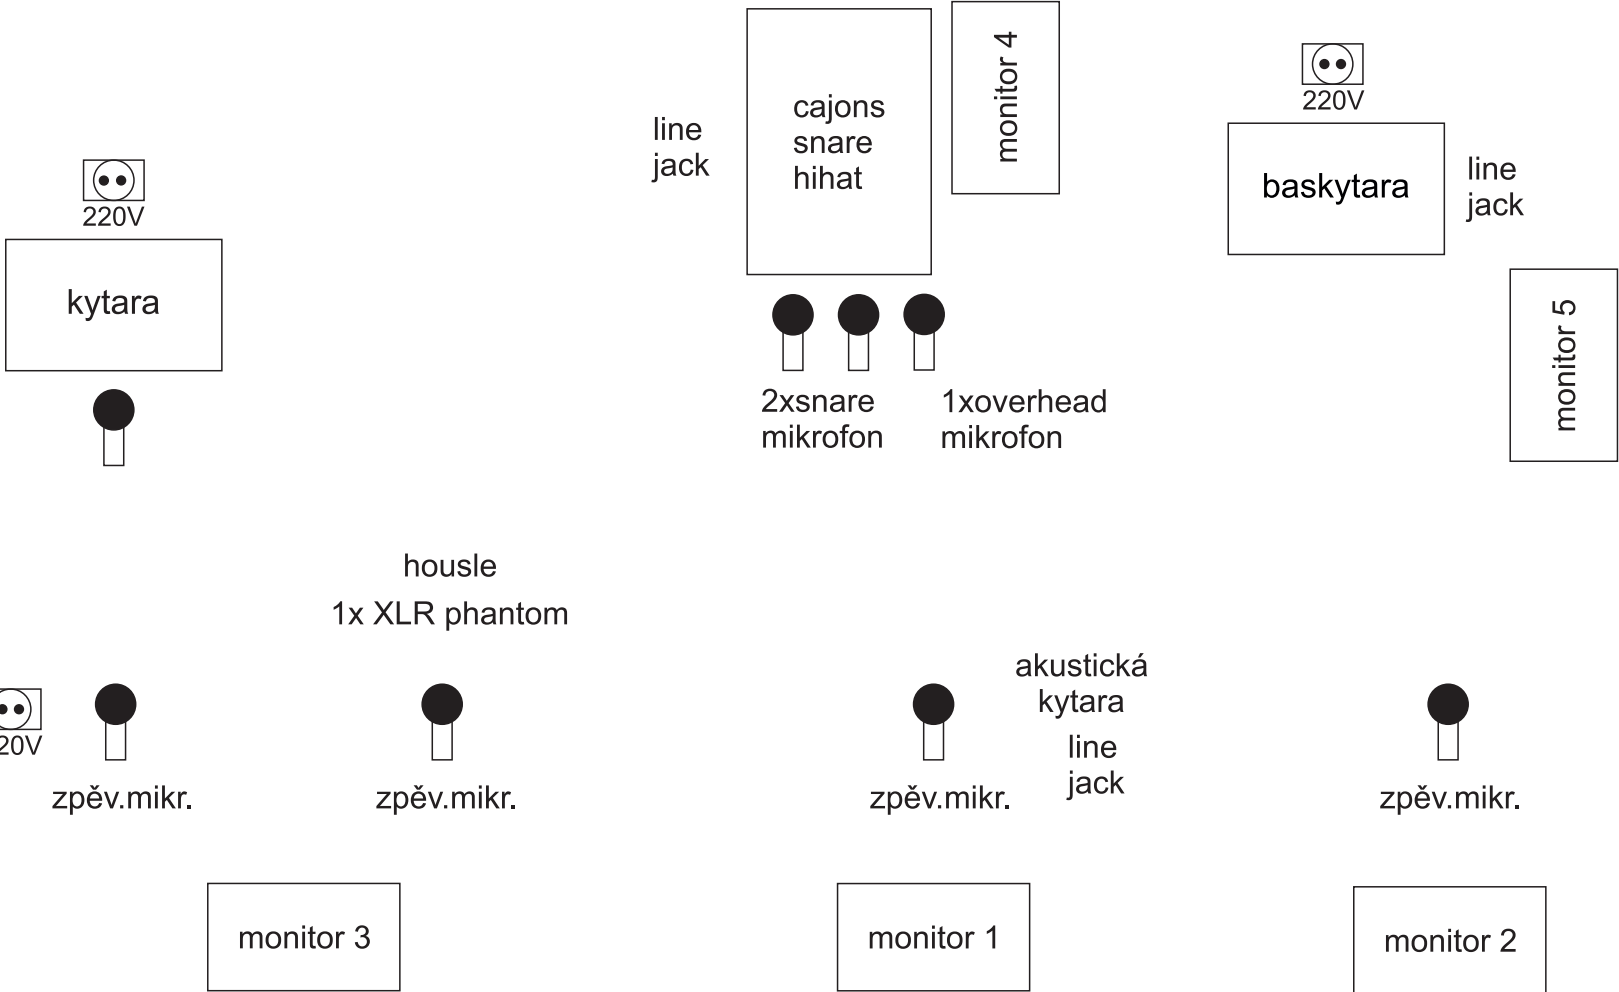 220V
kytara
line
jack
cajons
snare
hihat
monitor 4
2xsnare
mikrofon
1xoverhead
mikrofon
220V
baskytara
line
jack
monitor 5
housle
1x XLR phantom
20V
zpěv.mikr.
zpěv.mikr.
zpěv.mikr.
akustická
kytara
line
jack
zpěv.mikr.
monitor 3
monitor 1
monitor 2